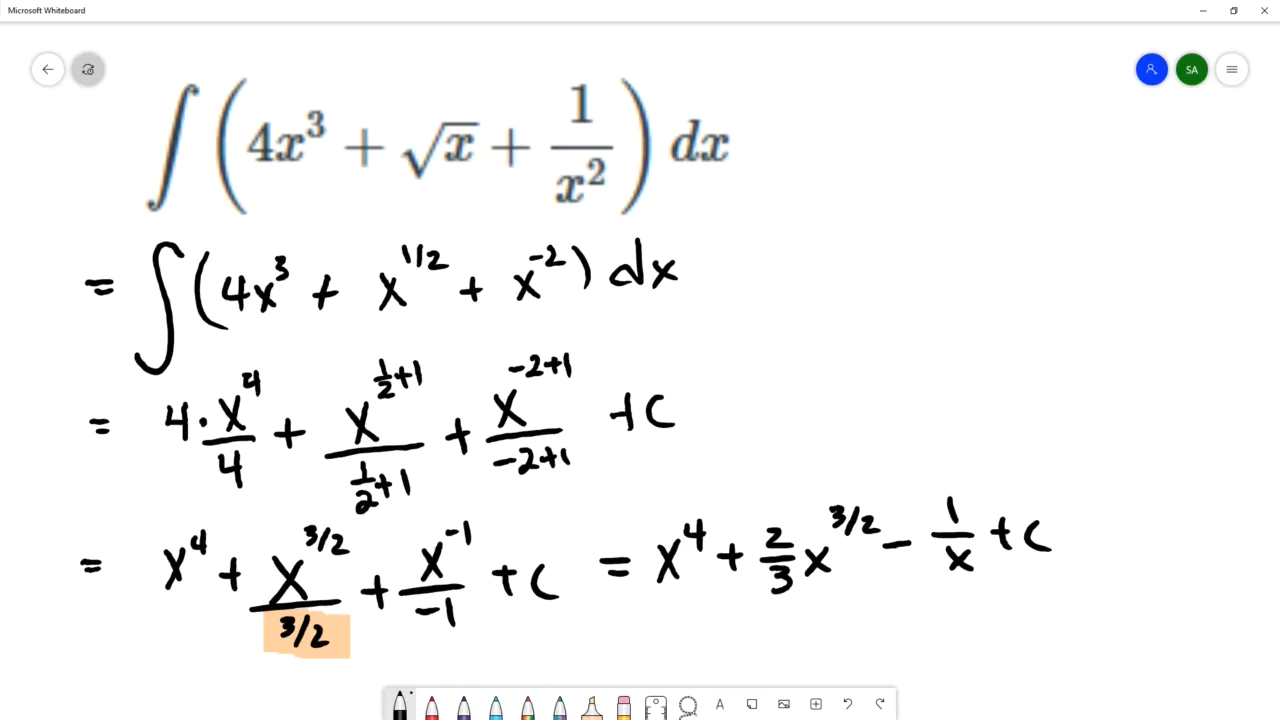 Microsoft Whiteboard
SA
∫ (4x³ + √x + 1/x²) dx
= ∫ (4x³ + x^1/2 + x^-2) dx
= 4 · x⁴/4 + x^(1/2+1)/(1/2+1) + x^(-2+1)/(-2+1) + C
= x⁴ + x^3/2/(3/2) + x^-1/-1 + C = x⁴ + 2/3 x^3/2 - 1/x + C
A